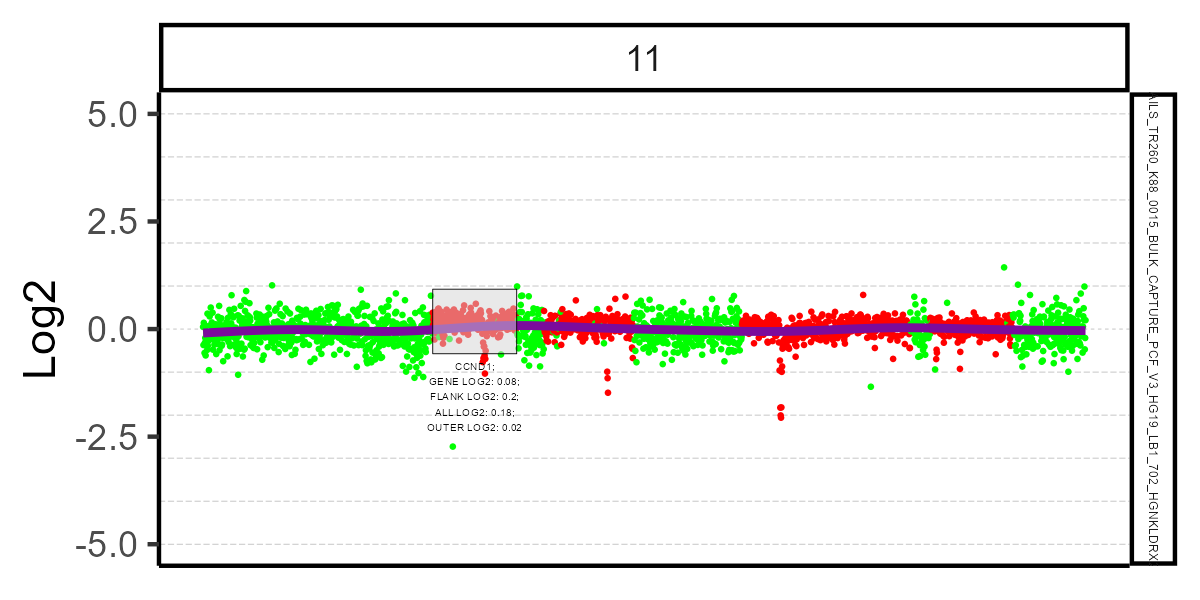 11
5.0
2.5
0.0
-2.5
-5.0
Log2
CCND1;
GENE LOG2: 0.08;
FLANK LOG2: 0.2;
ALL LOG2: 0.18;
OUTER LOG2: 0.02
AILS_TR260_K88_0015_BULK_CAPTURE_PCF_V3_HG19_LB1_702_HGNKLDRX